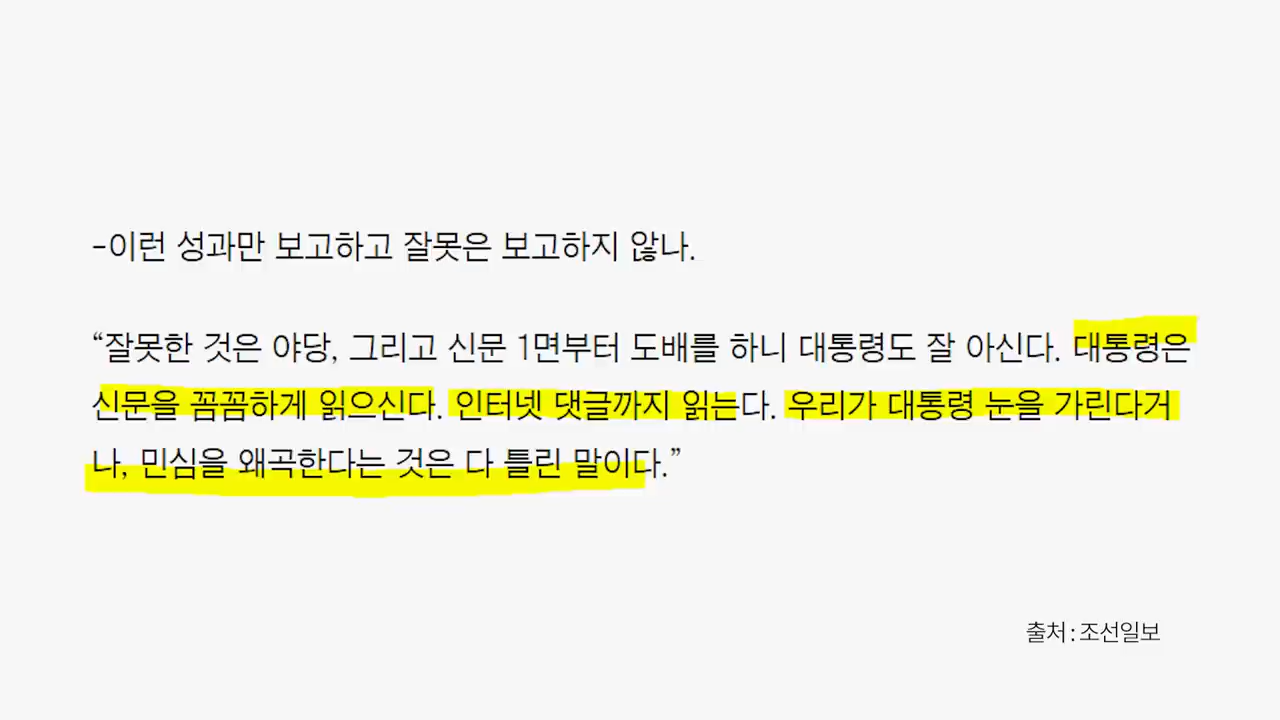 -이런 성과만 보고하고 잘못은 보고하지 않나.
“잘못한 것은 야당, 그리고 신문 1면부터 도배를 하니 대통령도 잘 아신다. 대통령은
신문을 꼼꼼하게 읽으신다. 인터넷 댓글까지 읽는다. 우리가 대통령 눈을 가린다거
나, 민심을 왜곡한다는 것은 다 틀린 말이다.”
출처 : 조선일보